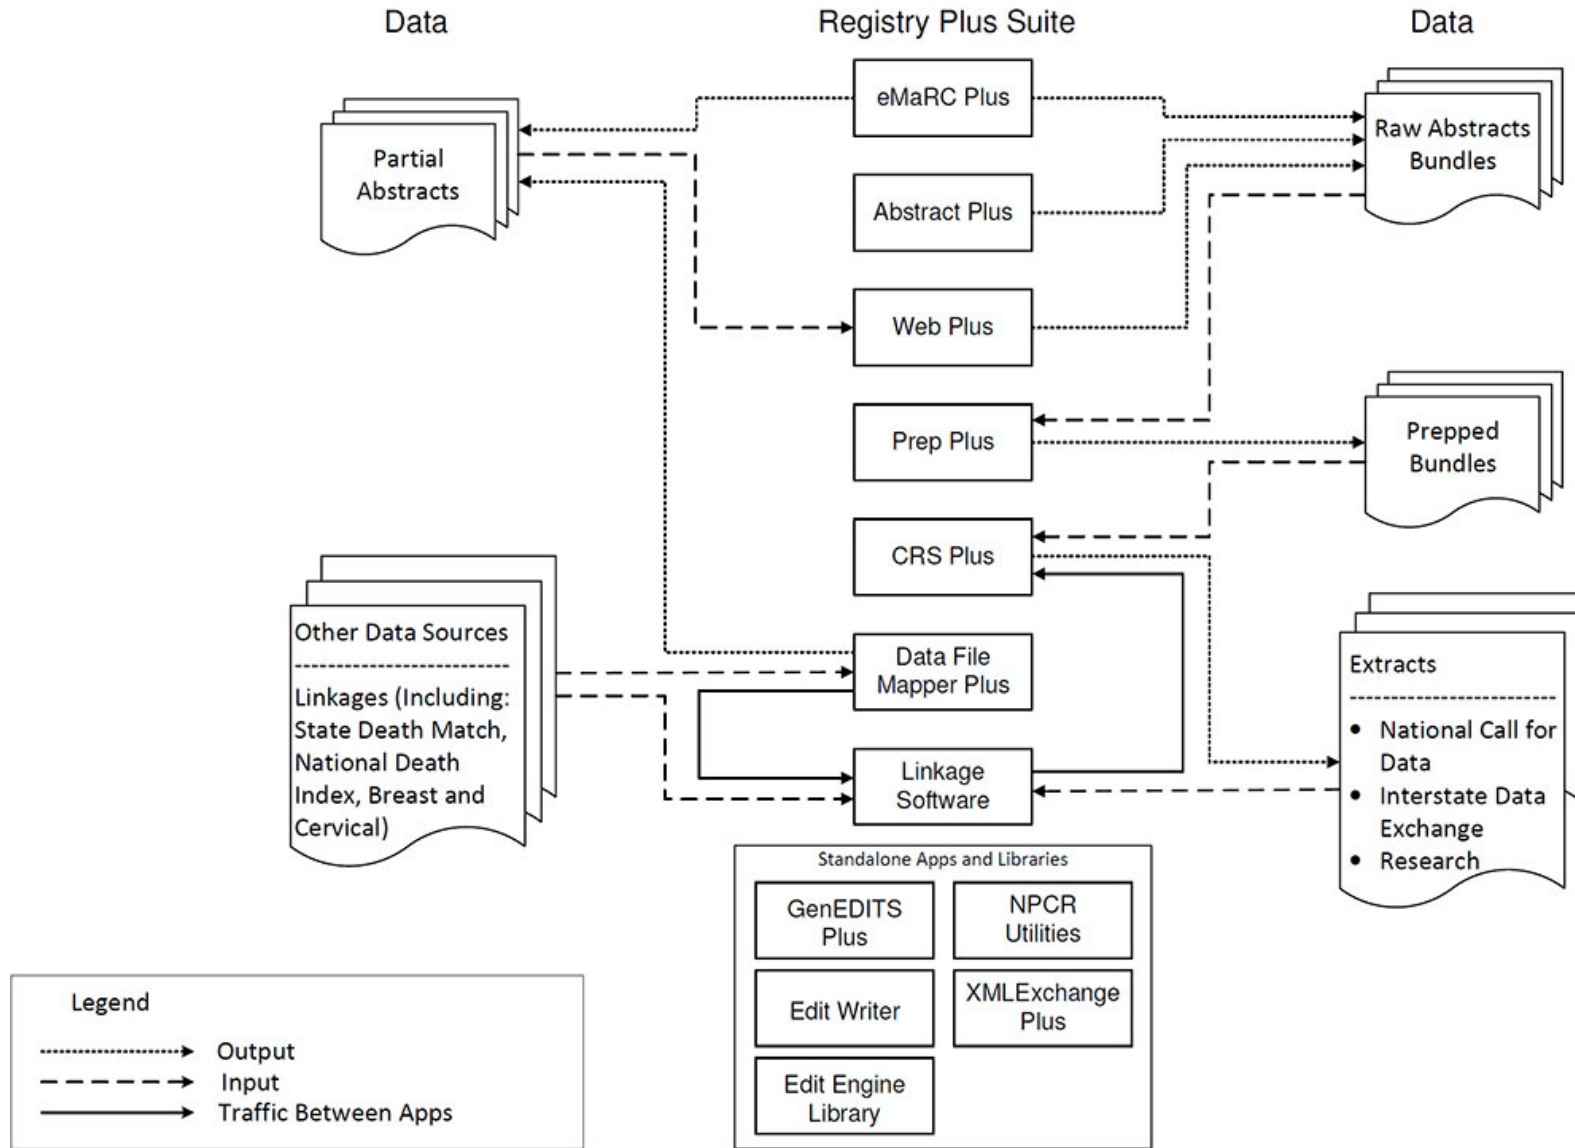 Data
Registry Plus Suite
Data
eMaRC Plus
Partial
Abstracts
Raw Abstracts
Bundles
Abstract Plus
Web Plus
Prep Plus
Prepped
Bundles
CRS Plus
Other Data Sources
Linkages (Including:
State Death Match,
National Death
Index, Breast and
Cervical)
Data File
Mapper Plus
Linkage
Software
Extracts
• National Call for
Data
• Interstate Data
Exchange
• Research
Standalone Apps and Libraries
GenEDITS
Plus
NPCR
Utilities
Edit Writer
XMLExchange
Plus
Edit Engine
Library
Legend
Output
Input
Traffic Between Apps